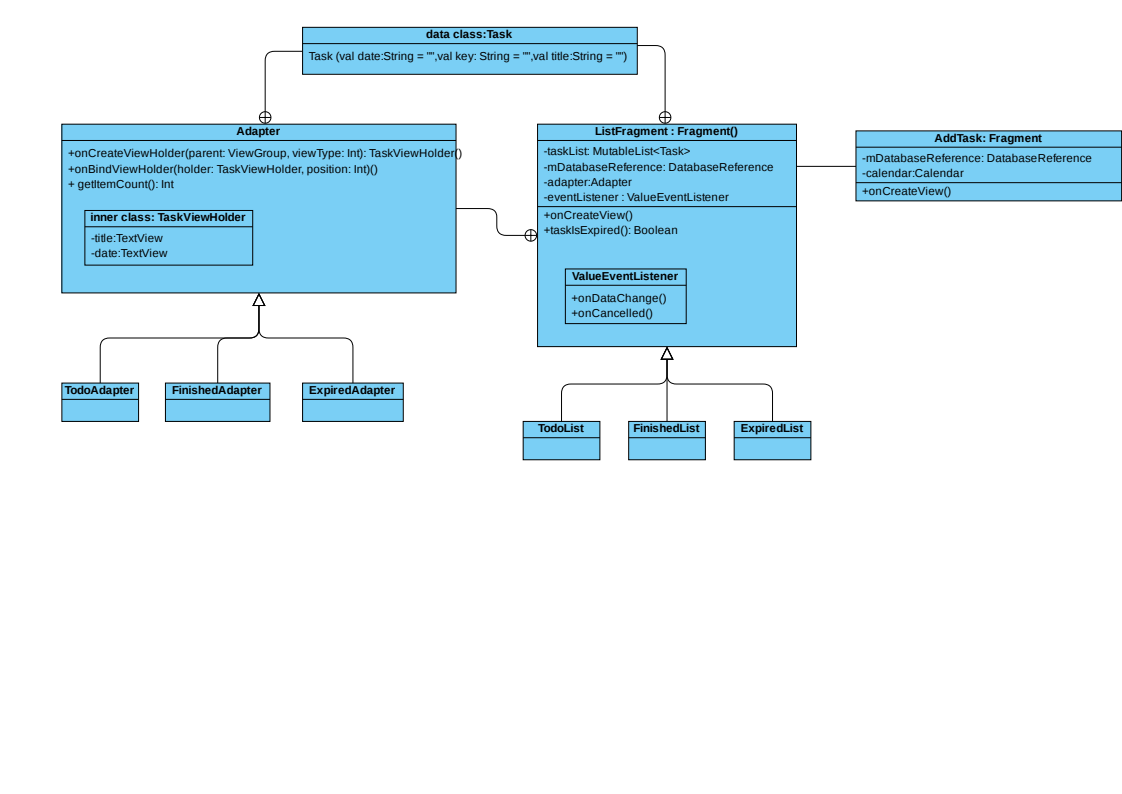 data class:Task
Task (val date:String = "",val key: String = "",val title:String = "")
Adapter
+onCreateViewHolder(parent: ViewGroup, viewType: Int): TaskViewHolder()
+onBindViewHolder(holder: TaskViewHolder, position: Int)()
+ getItemCount(): Int
inner class: TaskViewHolder
-title:TextView
-date:TextView
ListFragment : Fragment()
-taskList: MutableList<Task>
-mDatabaseReference: DatabaseReference
-adapter:Adapter
-eventListener : ValueEventListener
+onCreateView()
+taskIsExpired(): Boolean
ValueEventListener
+onDataChange()
+onCancelled()
AddTask: Fragment
-mDatabaseReference: DatabaseReference
-calendar:Calendar
+onCreateView()
TodoAdapter
FinishedAdapter
ExpiredAdapter
TodoList
FinishedList
ExpiredList